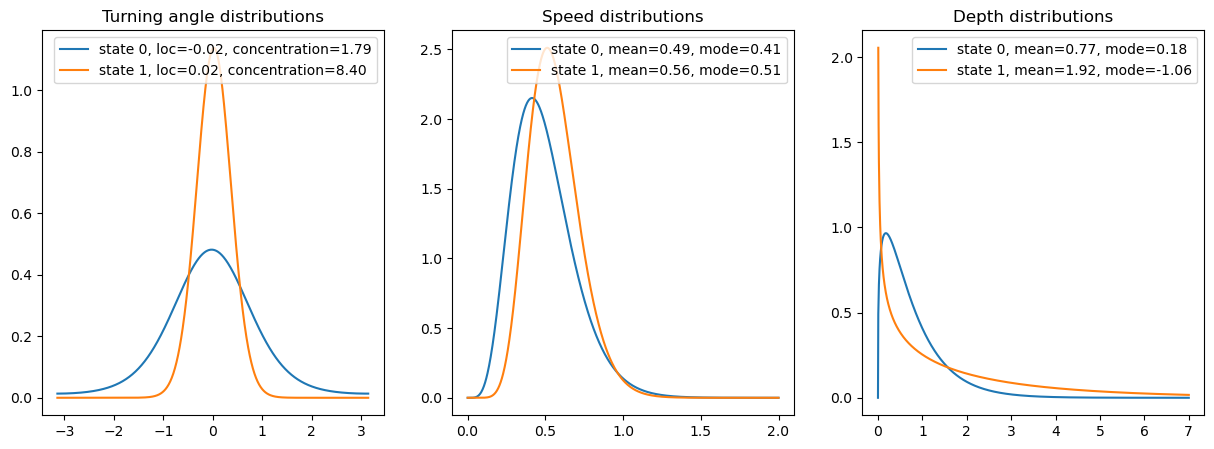 Turning angle distributions
state 0, loc=-0.02, concentration=1.79
state 1, loc=0.02, concentration=8.40
1.0
0.8
0.6
0.4
0.2
0.0
−3 −2 −1 0 1 2 3
Speed distributions
state 0, mean=0.49, mode=0.41
state 1, mean=0.56, mode=0.51
2.5
2.0
1.5
1.0
0.5
0.0
0.0 0.5 1.0 1.5 2.0
Depth distributions
state 0, mean=0.77, mode=0.18
state 1, mean=1.92, mode=-1.06
2.0
1.5
1.0
0.5
0.0
0 1 2 3 4 5 6 7